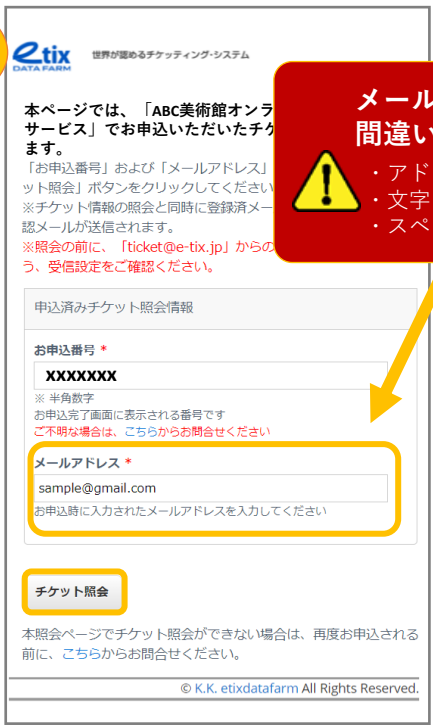 etix
DATA FARM
世界が認めるチケッティング・システム
本ページでは、「ABC美術館オンラ
サービス」でお申込いただいたチケ
ます。
「お申込番号」および「メールアドレス」
ット照会」ボタンをクリックしてください
※チケット情報の照会と同時に登録済メー
認メールが送信されます。
※照会の前に、「ticket@e-tix.jp」からの
う、受信設定をご確認ください。
メール
間違い
・アド
・文字
・スペ
申込済みチケット照会情報
お申込番号 *
XXXXXXX
※ 半角数字
お申込完了画面に表示される番号です
ご不明な場合は、こちらからお問合せください
メールアドレス *
sample@gmail.com
お申込時に入力されたメールアドレスを入力してください
チケット照会
本照会ページでチケット照会ができない場合は、再度お申込される
前に、こちらからお問合せください。
© K.K. etixdatafarm All Rights Reserved.